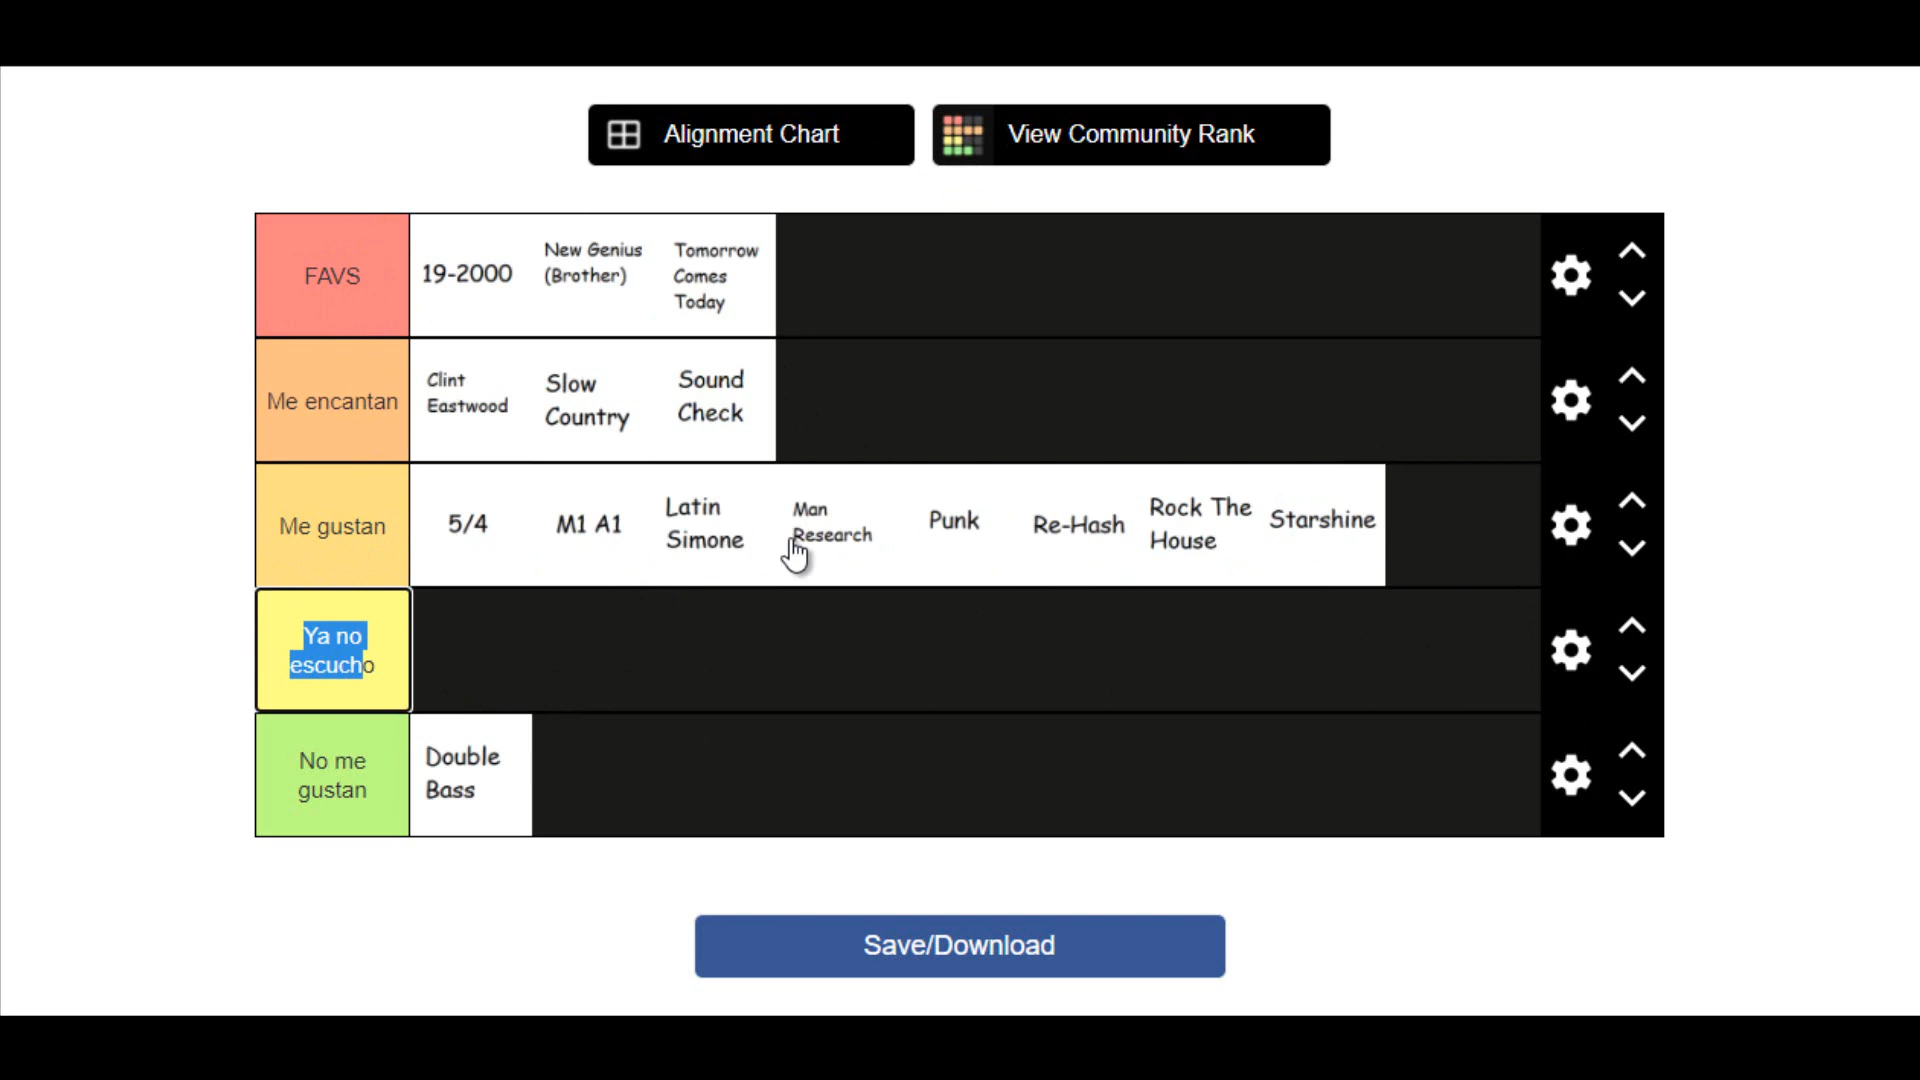 Alignment Chart
View Community Rank
FAVS
19-2000
New Genius
(Brother)
Tomorrow
Comes
Today
Me encantan
Clint
Eastwood
Slow
Country
Sound
Check
Me gustan
5/4
M1 A1
Latin
Simone
Man
Research
Punk
Re-Hash
Rock The
House
Starshine
Ya no
escucho
No me
gustan
Double
Bass
Save/Download